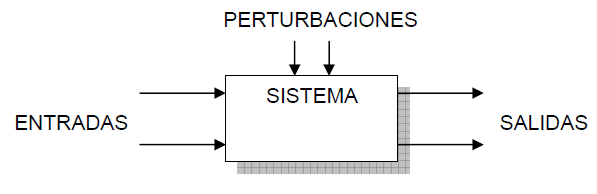 PERTURBACIONES
SISTEMA
ENTRADAS
SALIDAS